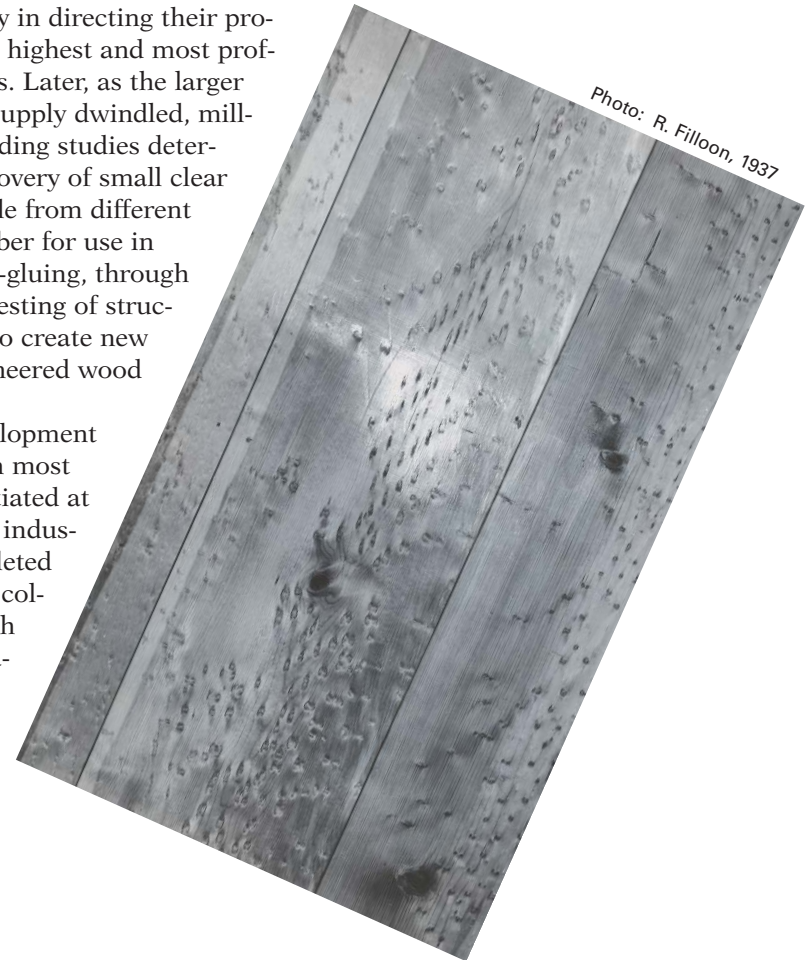 y in directing their pro-
highest and most prof-
s. Later, as the larger
upply dwindled, mill-
ding studies deter-
overy of small clear
le from different
ber for use in
-gluing, through
esting of struc-
o create new
neered wood
lopment
n most
tiated at
indus-
leted
col-
h
-
Photo: R. Filloon, 1937